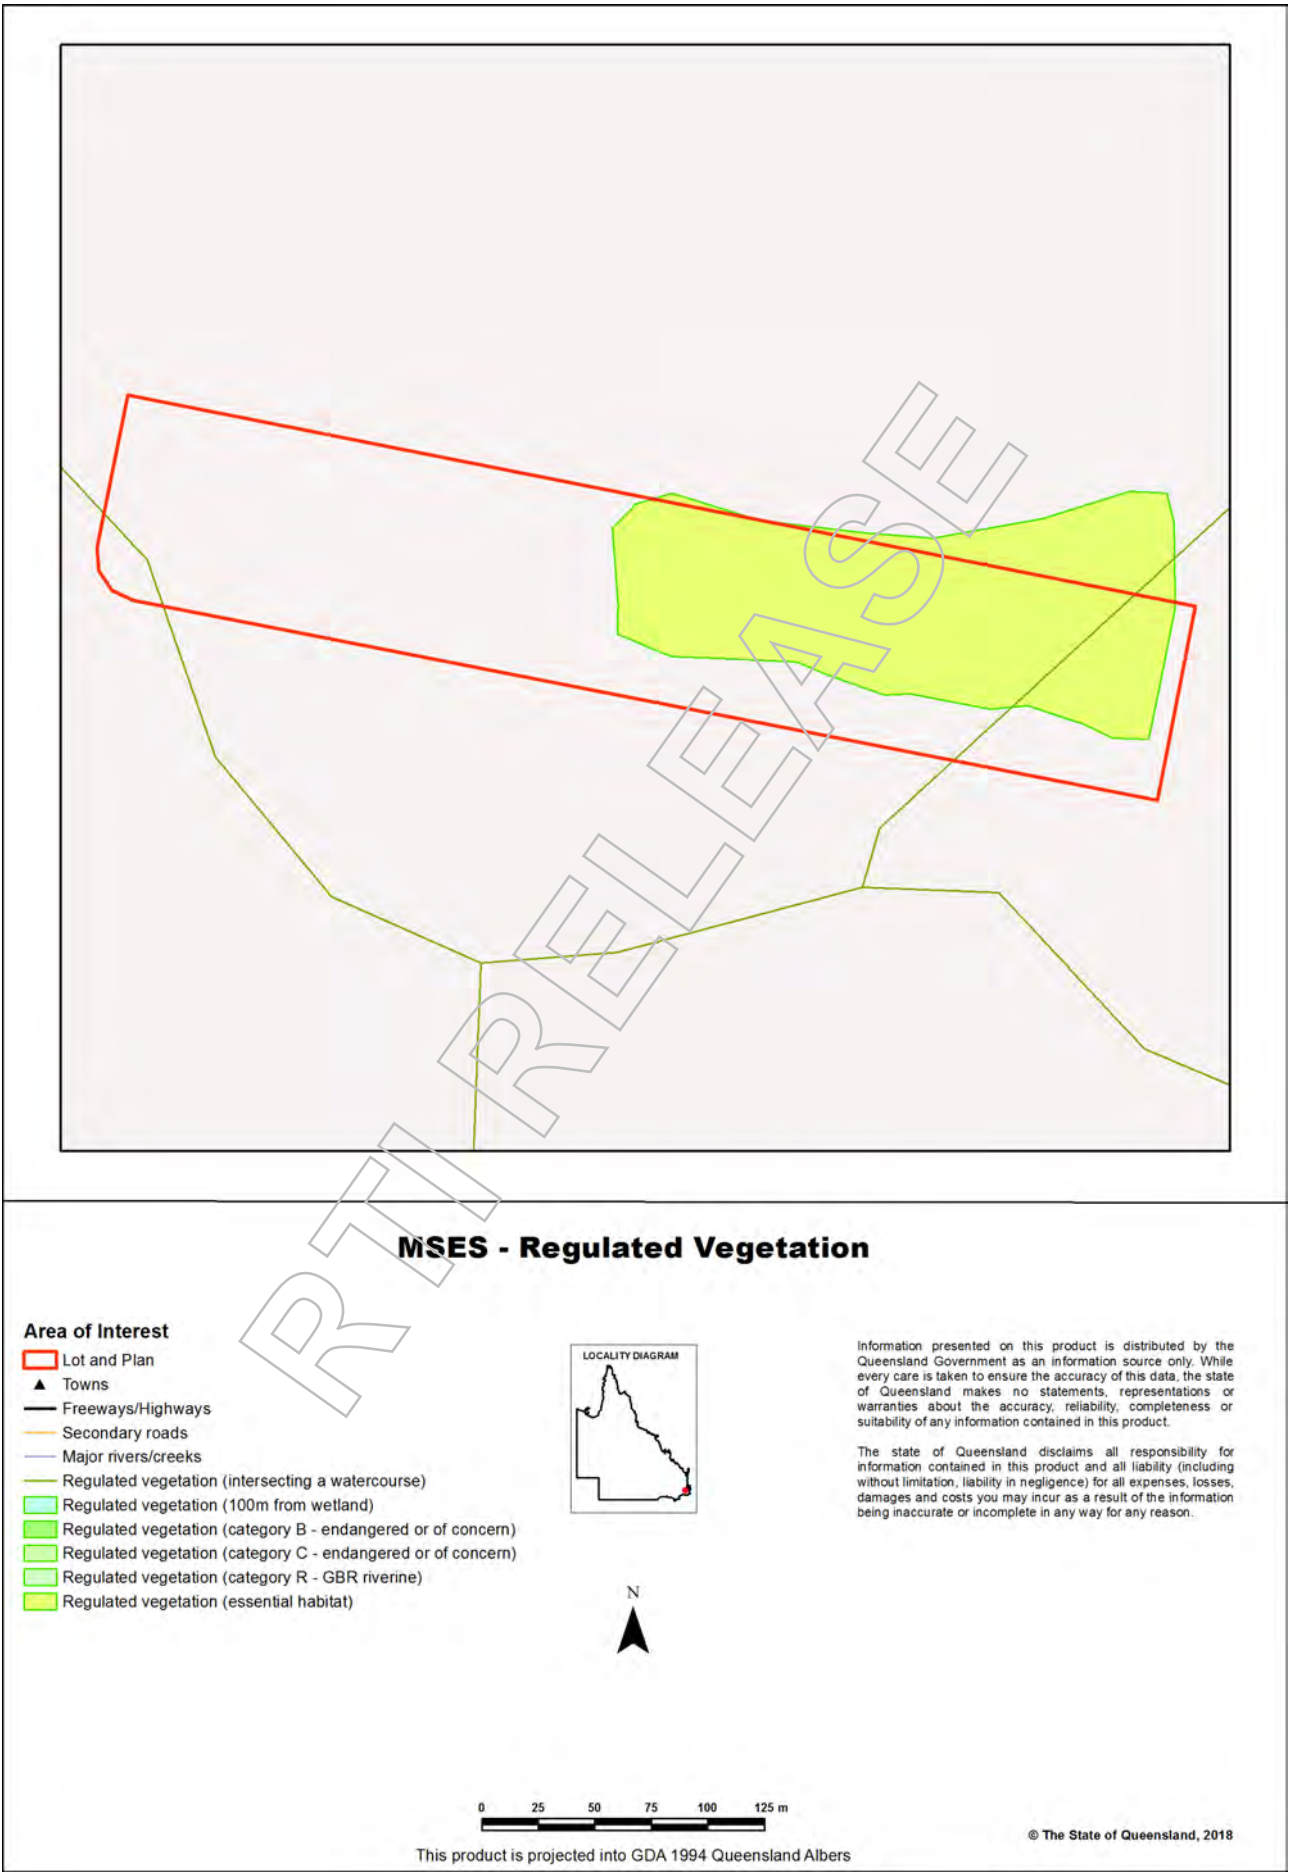 RTI RELEASE
MSES - Regulated Vegetation
Area of Interest
Lot and Plan
Towns
Freeways/Highways
Secondary roads
Major rivers/creeks
Regulated vegetation (intersecting a watercourse)
Regulated vegetation (100m from wetland)
Regulated vegetation (category B - endangered or of concern)
Regulated vegetation (category C - endangered or of concern)
Regulated vegetation (category R - GBR riverine)
Regulated vegetation (essential habitat)
LOCALITY DIAGRAM
N
Information presented on this product is distributed by the
Queensland Government as an information source only. While
every care is taken to ensure the accuracy of this data, the state
of Queensland makes no statements, representations or
warranties about the accuracy, reliability, completeness or
suitability of any information contained in this product.
The state of Queensland disclaims all responsibility for
information contained in this product and all liability (including
without limitation, liability in negligence) for all expenses, losses,
damages and costs you may incur as a result of the information
being inaccurate or incomplete in any way for any reason.
0 25 50 75 100 125 m
This product is projected into GDA 1994 Queensland Albers
© The State of Queensland, 2018